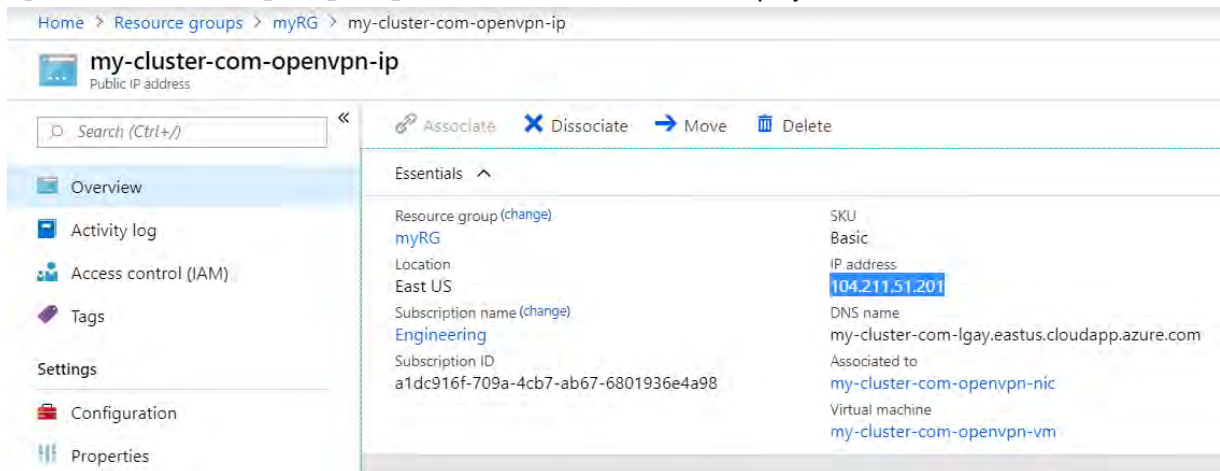 Home > Resource groups > myRG > my-cluster-com-openvpn-ip
my-cluster-com-openvpn-ip
Public IP address
Search (Ctrl+/)
«
Overview
Activity log
Access control (IAM)
Tags
Settings
Configuration
Properties
Associate Dissociate Move Delete
Essentials
Resource group (change)
myRG
Location
East US
Subscription name (change)
Engineering
Subscription ID
a1dc916f-709a-4cb7-ab67-6801936e4a98
SKU
Basic
IP address
104.211.51.201
DNS name
my-cluster-com-lgay.eastus.cloudapp.azure.com
Associated to
my-cluster-com-openvpn-nic
Virtual machine
my-cluster-com-openvpn-vm